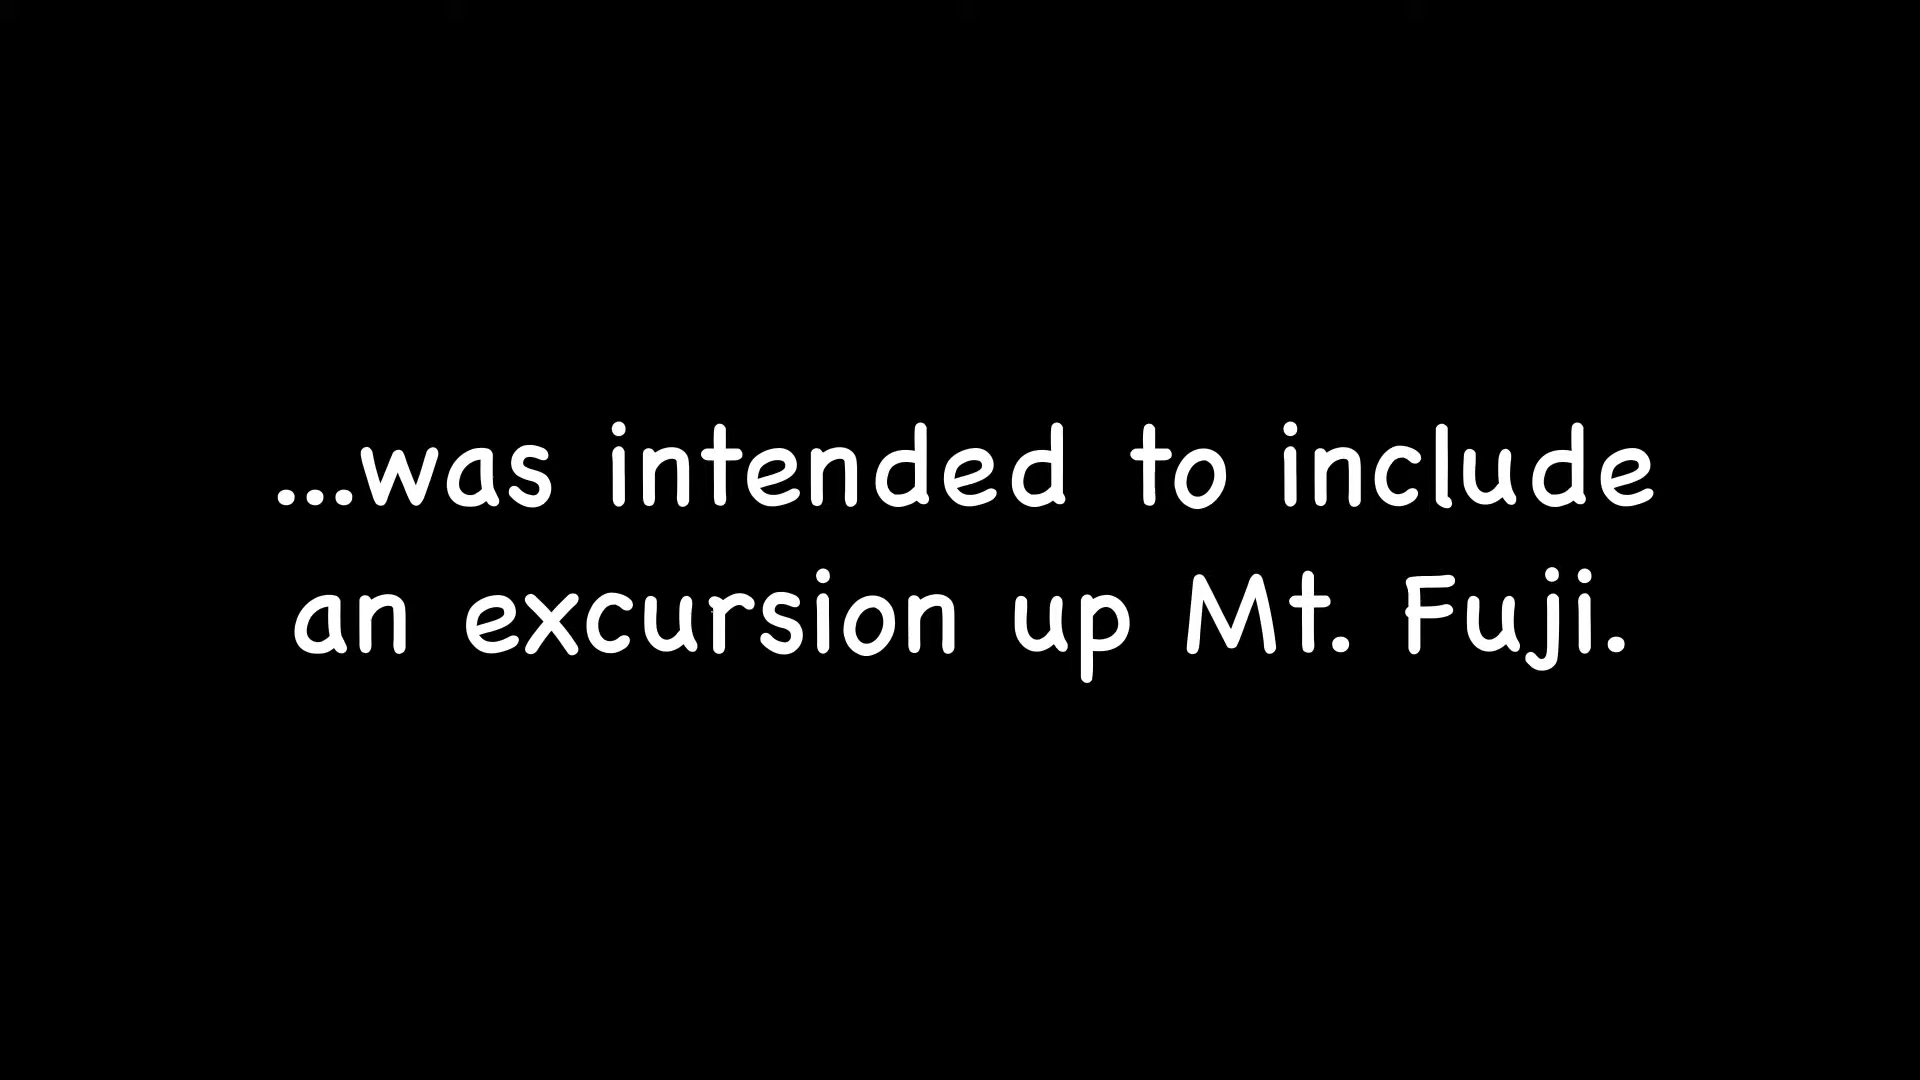 ...was intended to include
an excursion up Mt. Fuji.